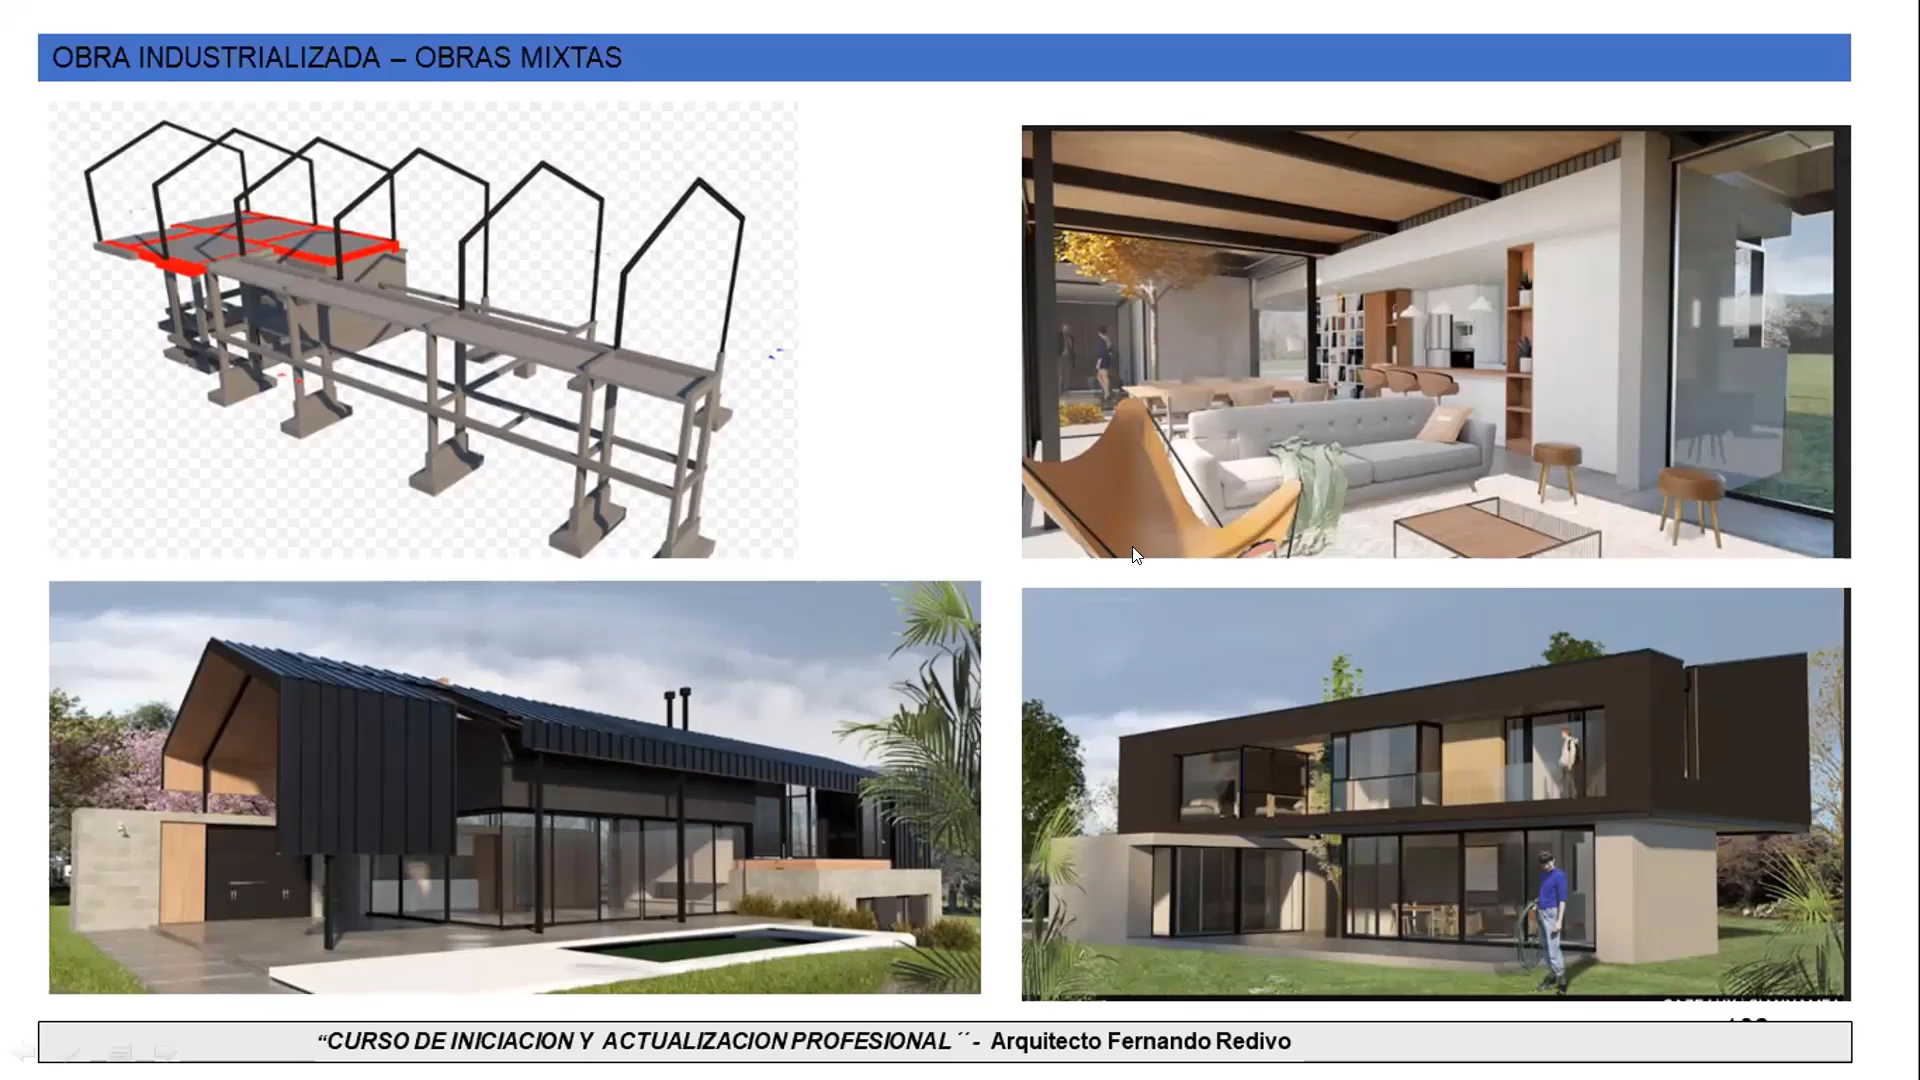 OBRA INDUSTRIALIZADA – OBRAS MIXTAS
“CURSO DE INICIACION Y ACTUALIZACION PROFESIONAL ´´ - Arquitecto Fernando Redivo